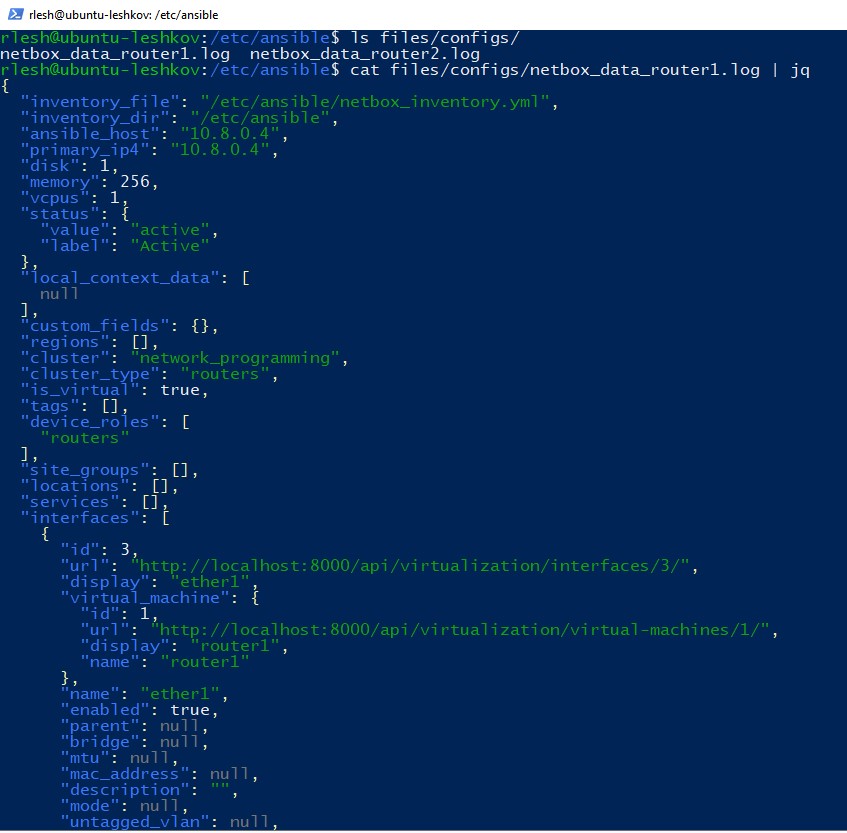 rlesh@ubuntu-leshkov: /etc/ansible
rlesh@ubuntu-leshkov:/etc/ansible$ ls files/configs/
netbox_data_router1.log  netbox_data_router2.log
rlesh@ubuntu-leshkov:/etc/ansible$ cat files/configs/netbox_data_router1.log | jq
{
  "inventory_file": "/etc/ansible/netbox_inventory.yml",
  "inventory_dir": "/etc/ansible",
  "ansible_host": "10.8.0.4",
  "primary_ip4": "10.8.0.4",
  "disk": 1,
  "memory": 256,
  "vcpus": 1,
  "status": {
    "value": "active",
    "label": "Active"
  },
  "local_context_data": [
    null
  ],
  "custom_fields": {},
  "regions": [],
  "cluster": "network_programming",
  "cluster_type": "routers",
  "is_virtual": true,
  "tags": [],
  "device_roles": [
    "routers"
  ],
  "site_groups": [],
  "locations": [],
  "services": [],
  "interfaces": [
    {
      "id": 3,
      "url": "http://localhost:8000/api/virtualization/interfaces/3/",
      "display": "ether1",
      "virtual_machine": {
        "id": 1,
        "url": "http://localhost:8000/api/virtualization/virtual-machines/1/",
        "display": "router1",
        "name": "router1"
      },
      "name": "ether1",
      "enabled": true,
      "parent": null,
      "bridge": null,
      "mtu": null,
      "mac_address": null,
      "description": "",
      "mode": null,
      "untagged_vlan": null,